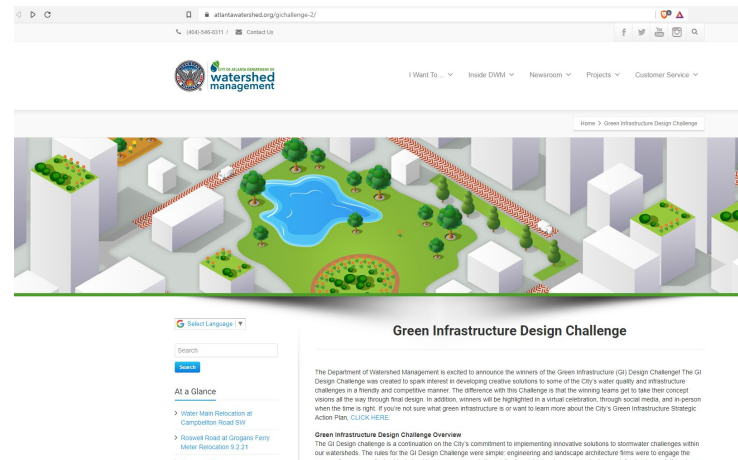 atlantawatershed.org/gichallenge-2/
(404)-546-0311 / Contact Us
CITY OF ATLANTA DEPARTMENT OF
watershed
management
I Want To... Inside DWM Newsroom Projects Customer Service
Home > Green Infrastructure Design Challenge
Select Language ▼
Search
Search
At a Glance
> Water Main Relocation at
Campbellton Road SW
> Roswell Road at Grogans Ferry
Meter Relocation 9.2.21
Green Infrastructure Design Challenge
The Department of Watershed Management is excited to announce the winners of the Green Infrastructure (GI) Design Challenge! The GI
Design Challenge was created to spark interest in developing creative solutions to some of the City's water quality and infrastructure
challenges in a friendly and competitive manner. The difference with this Challenge is that the winning teams get to take their concept
visions all the way through final design. In addition, winners will be highlighted in a virtual celebration, through social media, and in-person
when the time is right. If you're not sure what green infrastructure is or want to learn more about the City's Green Infrastructure Strategic
Action Plan, CLICK HERE.
Green Infrastructure Design Challenge Overview
The GI Design challenge is a continuation on the City's commitment to implementing innovative solutions to stormwater challenges within
our watersheds. The rules for the GI Design Challenge were simple: engineering and landscape architecture firms were to engage the